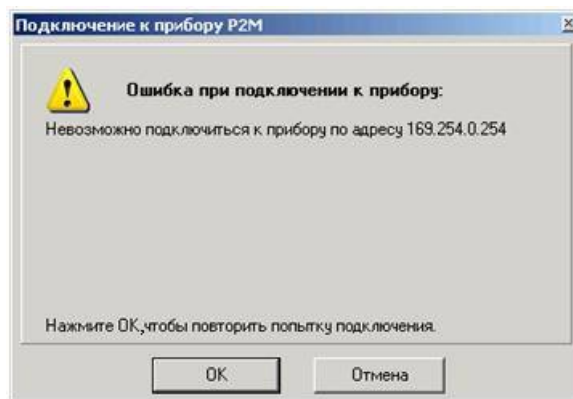 Подключение к прибору P2M
Ошибка при подключении к прибору:
Невозможно подключиться к прибору по адресу 169.254.0.254
Нажмите OK,чтобы повторить попытку подключения.
OK
Отмена